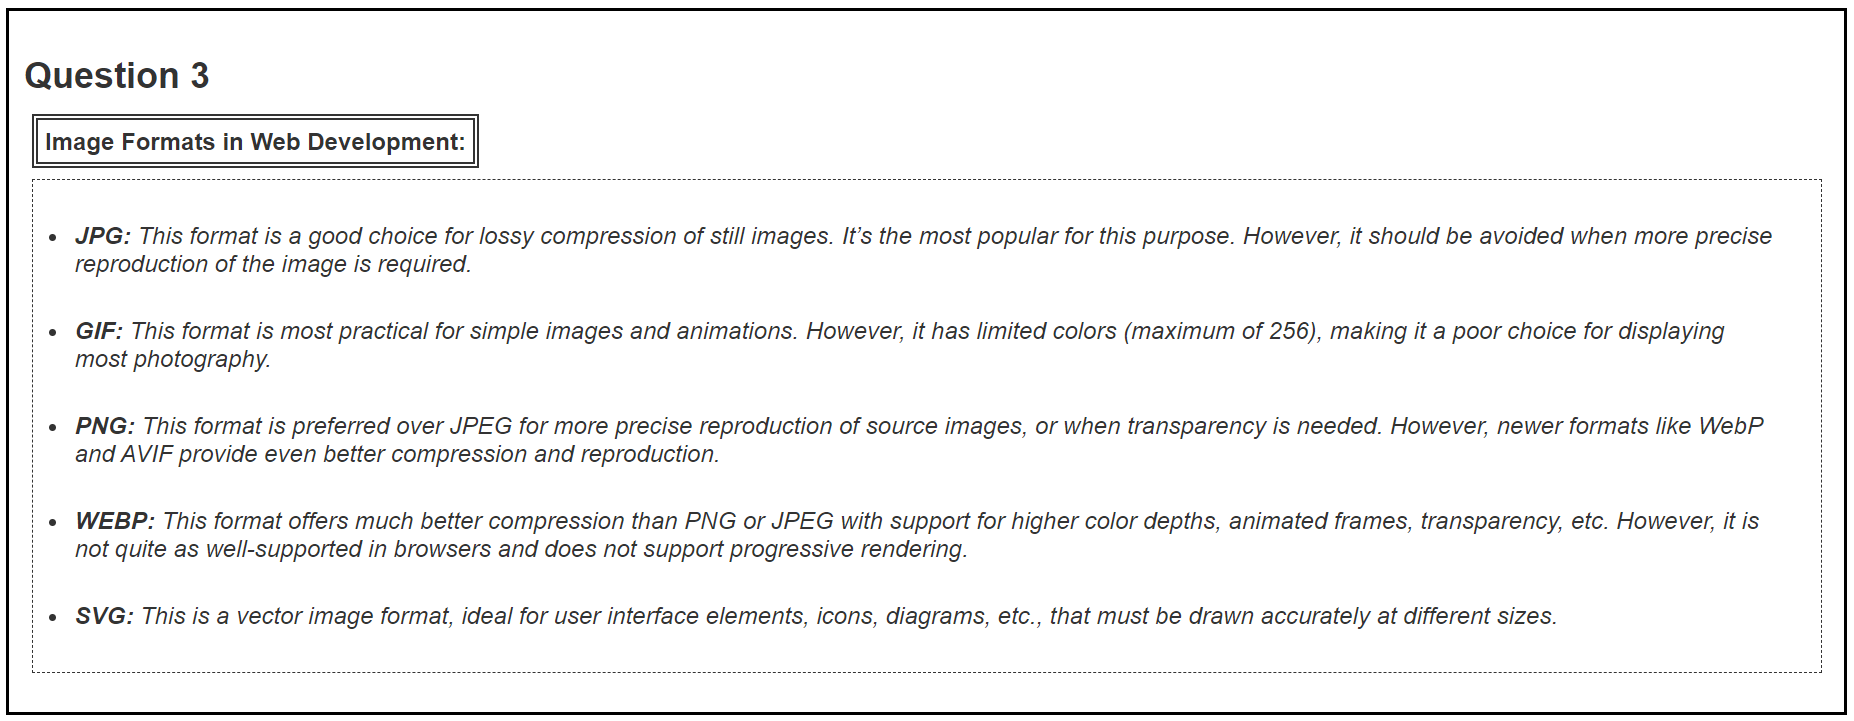 Question 3
Image Formats in Web Development:
• JPG: This format is a good choice for lossy compression of still images. It’s the most popular for this purpose. However, it should be avoided when more precise
reproduction of the image is required.
• GIF: This format is most practical for simple images and animations. However, it has limited colors (maximum of 256), making it a poor choice for displaying
most photography.
• PNG: This format is preferred over JPEG for more precise reproduction of source images, or when transparency is needed. However, newer formats like WebP
and AVIF provide even better compression and reproduction.
• WEBP: This format offers much better compression than PNG or JPEG with support for higher color depths, animated frames, transparency, etc. However, it is
not quite as well-supported in browsers and does not support progressive rendering.
• SVG: This is a vector image format, ideal for user interface elements, icons, diagrams, etc., that must be drawn accurately at different sizes.